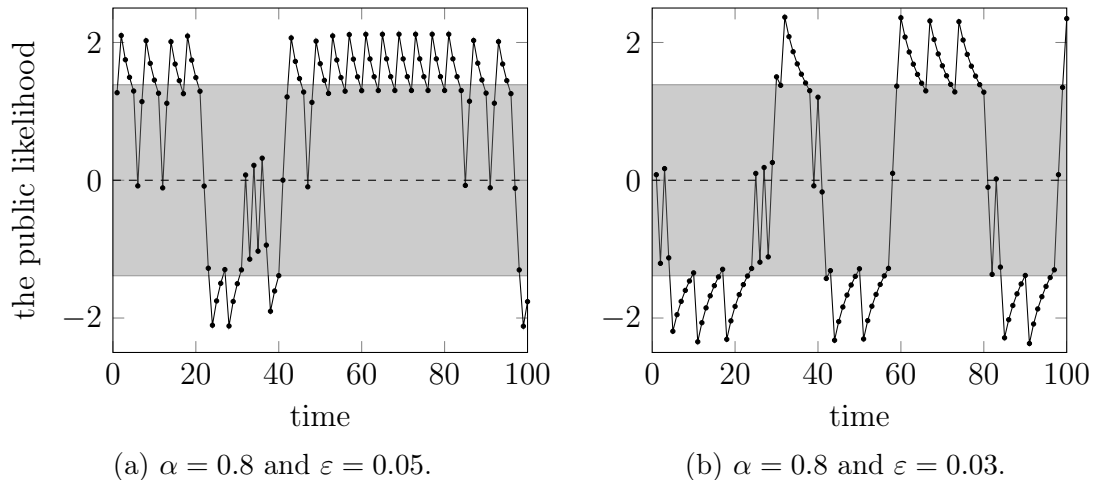 the public likelihood
2
0
−2
0 20 40 60 80 100
time
(a) α = 0.8 and ε = 0.05.
2
0
−2
0 20 40 60 80 100
time
(b) α = 0.8 and ε = 0.03.